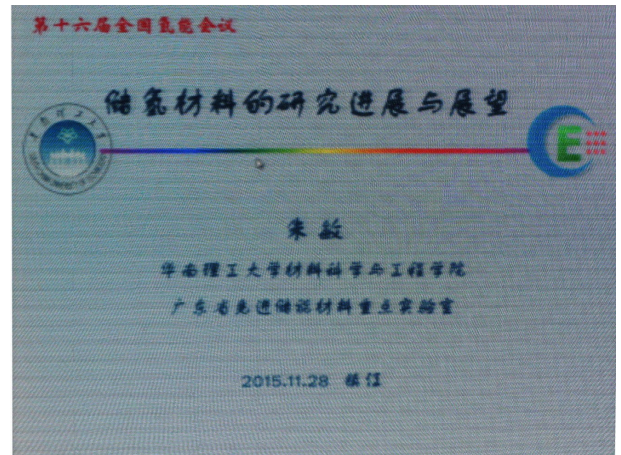 第十六届全国氢能会议
储氢材料的研究进展与展望
朱敏
华南理工大学材料科学与工程学院
广东省先进储能材料重点实验室
2015.11.28 镇江
E